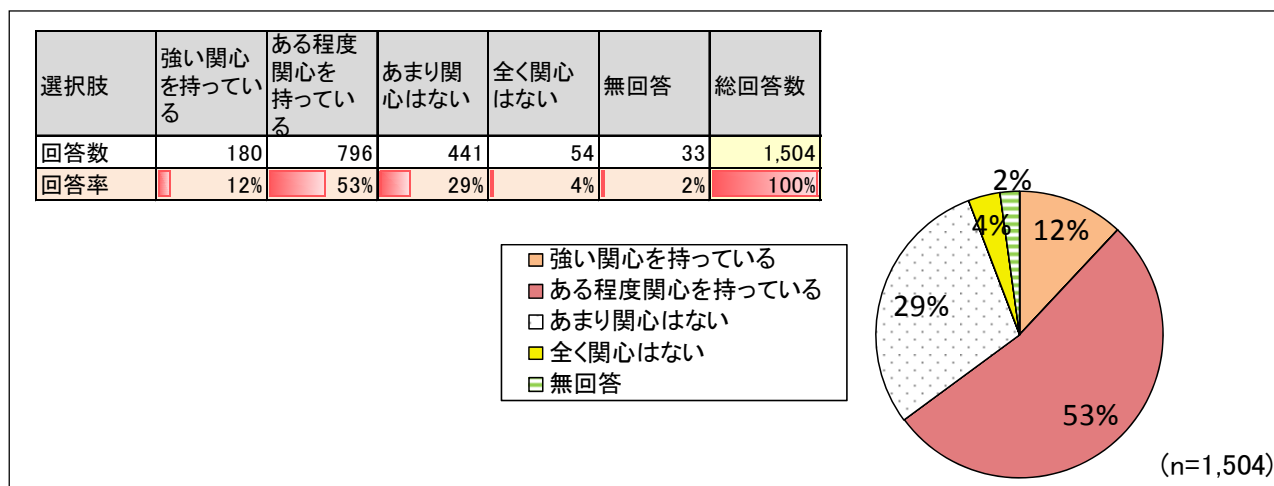 選択肢 強い関心を持っている ある程度関心を持っている あまり関心はない 全く関心はない 無回答 総回答数
回答数 180 796 441 54 33 1,504
回答率 12% 53% 29% 4% 2% 100%
強い関心を持っている
ある程度関心を持っている
あまり関心はない
全く関心はない
無回答
2%
4%
12%
29%
53%
(n=1,504)